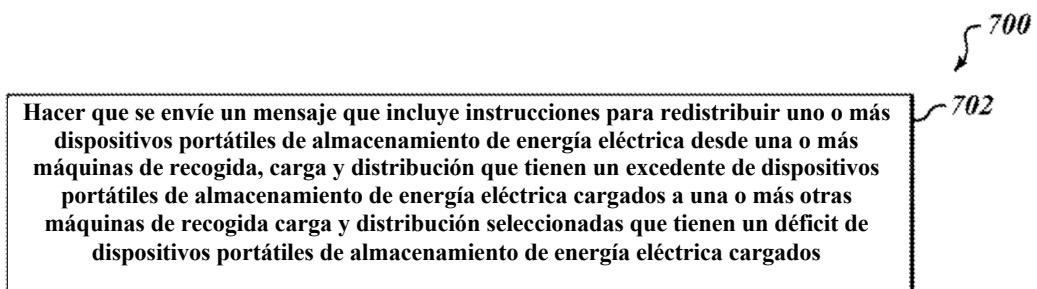 700
702
Hacer que se envíe un mensaje que incluye instrucciones para redistribuir uno o más
dispositivos portátiles de almacenamiento de energía eléctrica desde una o más
máquinas de recogida, carga y distribución que tienen un excedente de dispositivos
portátiles de almacenamiento de energía eléctrica cargados a una o más otras
máquinas de recogida carga y distribución seleccionadas que tienen un déficit de
dispositivos portátiles de almacenamiento de energía eléctrica cargados